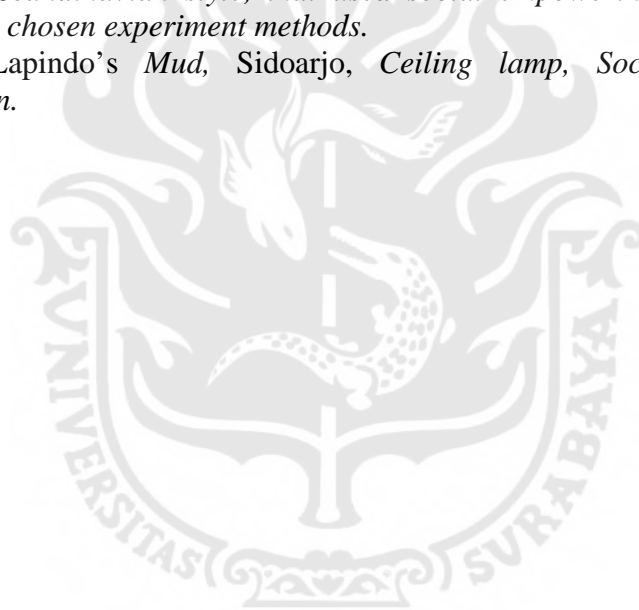 chosen experiment methods.
Lapindo's Mud, Sidoarjo, Ceiling lamp, Soc
n.
UNIVERSITAS SURABAYA